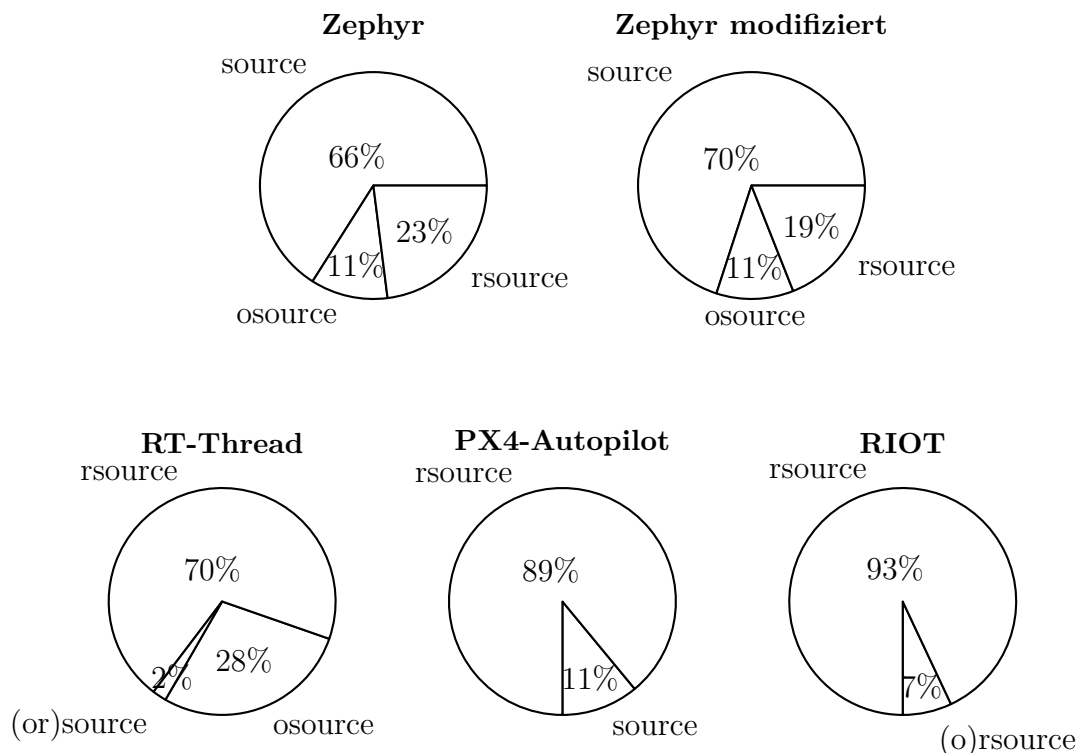 Zephyr
source
66%
23%
11%
rsource
osource
Zephyr modifiziert
source
70%
19%
11%
rsource
osource
RT-Thread
rsource
70%
28%
2%
(or)source
osource
PX4-Autopilot
rsource
89%
11%
source
RIOT
rsource
93%
7%
(o)rsource